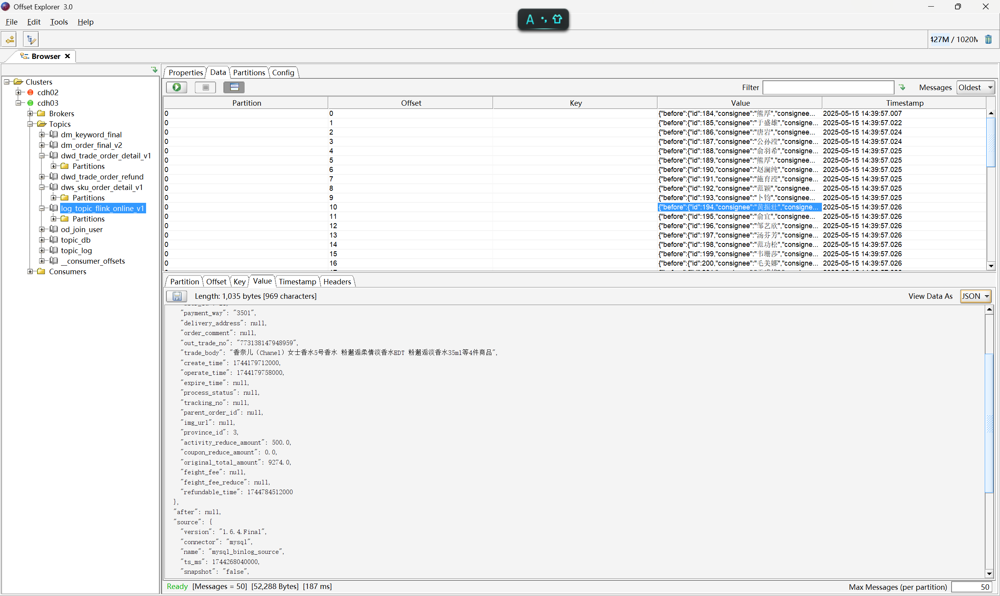 Offset Explorer 3.0
File Edit Tools Help
A
427M / 1020M
Browser
Clusters
cdh02
cdh03
Brokers
Topics
dm_keyword_final
dm_order_final_v2
dwd_trade_order_detail_v1
Partitions
dwd_trade_order_refund
dws_sku_order_detail_v1
Partitions
log_topic_flink_online_v1
Partitions
od_join_user
topic_db
topic_log
__consumer_offsets
Consumers
Properties Data Partitions Config
Filter Messages Oldest
Partition Offset Key Value Timestamp
0 0 {"before":{"id":184,"consignee":"熊厚","consignee... 2025-05-15 14:39:57.007
0 1 {"before":{"id":185,"consignee":"于盛雄","consigne... 2025-05-15 14:39:57.022
0 2 {"before":{"id":186,"consignee":"唐岩","consignee... 2025-05-15 14:39:57.024
0 3 {"before":{"id":187,"consignee":"公孙滢","consigne... 2025-05-15 14:39:57.024
0 4 {"before":{"id":188,"consignee":"俞羽希","consigne... 2025-05-15 14:39:57.025
0 5 {"before":{"id":189,"consignee":"熊厚","consignee... 2025-05-15 14:39:57.025
0 6 {"before":{"id":190,"consignee":"赵澜纯","consigne... 2025-05-15 14:39:57.025
0 7 {"before":{"id":191,"consignee":"施育滢","consigne... 2025-05-15 14:39:57.025
0 8 {"before":{"id":192,"consignee":"范颖","consignee... 2025-05-15 14:39:57.025
0 9 {"before":{"id":193,"consignee":"卜钧","consignee... 2025-05-15 14:39:57.025
0 10 {"before":{"id":194,"consignee":"黄振壮","consigne... 2025-05-15 14:39:57.026
0 11 {"before":{"id":195,"consignee":"俞宜","consignee... 2025-05-15 14:39:57.026
0 12 {"before":{"id":196,"consignee":"邹艺欣","consigne... 2025-05-15 14:39:57.026
0 13 {"before":{"id":197,"consignee":"汤芬芳","consigne... 2025-05-15 14:39:57.026
0 14 {"before":{"id":198,"consignee":"范功松","consigne... 2025-05-15 14:39:57.026
0 15 {"before":{"id":199,"consignee":"韦珊莎","consigne... 2025-05-15 14:39:57.026
0 16 {"before":{"id":200,"consignee":"毛美娜","consigne... 2025-05-15 14:39:57.026
Partition Offset Key Value Timestamp Headers
Length: 1,035 bytes [969 characters] View Data As JSON
"payment_way": "3501",
"delivery_address": null,
"order_comment": null,
"out_trade_no": "773138147948959",
"trade_body": "香奈儿（Chanel）女士香水5号香水 粉邂逅柔情淡香水EDT 粉邂逅淡香水35ml等4件商品",
"create_time": 1744179712000,
"operate_time": 1744179758000,
"expire_time": null,
"process_status": null,
"tracking_no": null,
"parent_order_id": null,
"img_url": null,
"province_id": 3,
"activity_reduce_amount": 500.0,
"coupon_reduce_amount": 0.0,
"original_total_amount": 9274.0,
"feight_fee": null,
"feight_fee_reduce": null,
"refundable_time": 1744784512000
},
"after": null,
"source": {
"version": "1.6.4.Final",
"connector": "mysql",
"name": "mysql_binlog_source",
"ts_ms": 1744268040000,
"snapshot": "false",
Ready [Messages = 50] [52,288 Bytes] [187 ms] Max Messages (per partition) 50